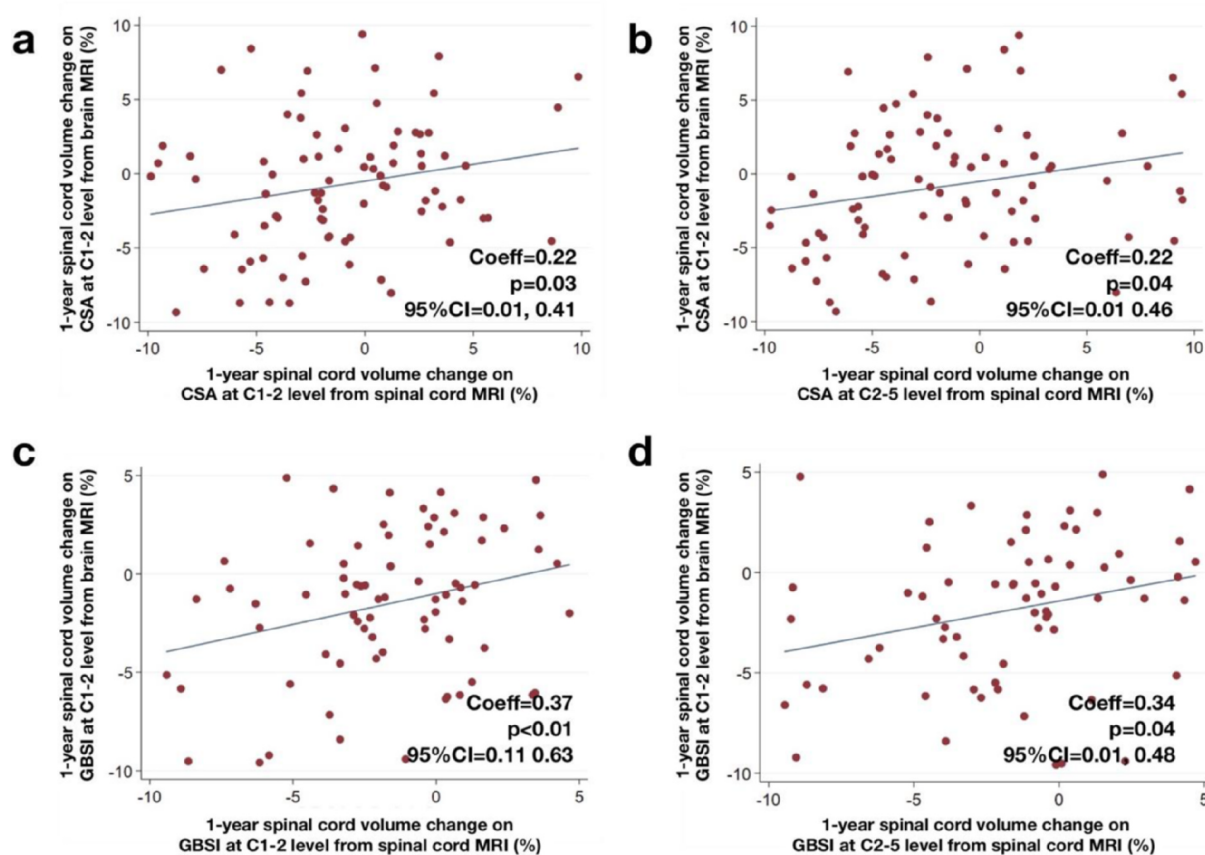 a
1-year spinal cord volume change on
CSA at C1-2 level from brain MRI (%)
10
5
0
-5
-10
Coeff=0.22
p=0.03
95%CI=0.01, 0.41
-10 -5 0 5 10
1-year spinal cord volume change on
CSA at C1-2 level from spinal cord MRI (%)
b
1-year spinal cord volume change on
CSA at C1-2 level from brain MRI (%)
10
5
0
-5
-10
Coeff=0.22
p=0.04
95%CI=0.01 0.46
-10 -5 0 5 10
1-year spinal cord volume change on
CSA at C2-5 level from spinal cord MRI (%)
c
1-year spinal cord volume change on
GBSI at C1-2 level from brain MRI (%)
5
0
-5
-10
Coeff=0.37
p<0.01
95%CI=0.11 0.63
-10 -5 0 5
1-year spinal cord volume change on
GBSI at C1-2 level from spinal cord MRI (%)
d
1-year spinal cord volume change on
GBSI at C1-2 level from brain MRI (%)
5
0
-5
-10
Coeff=0.34
p=0.04
95%CI=0.01, 0.48
-10 -5 0 5
1-year spinal cord volume change on
GBSI at C2-5 level from spinal cord MRI (%)